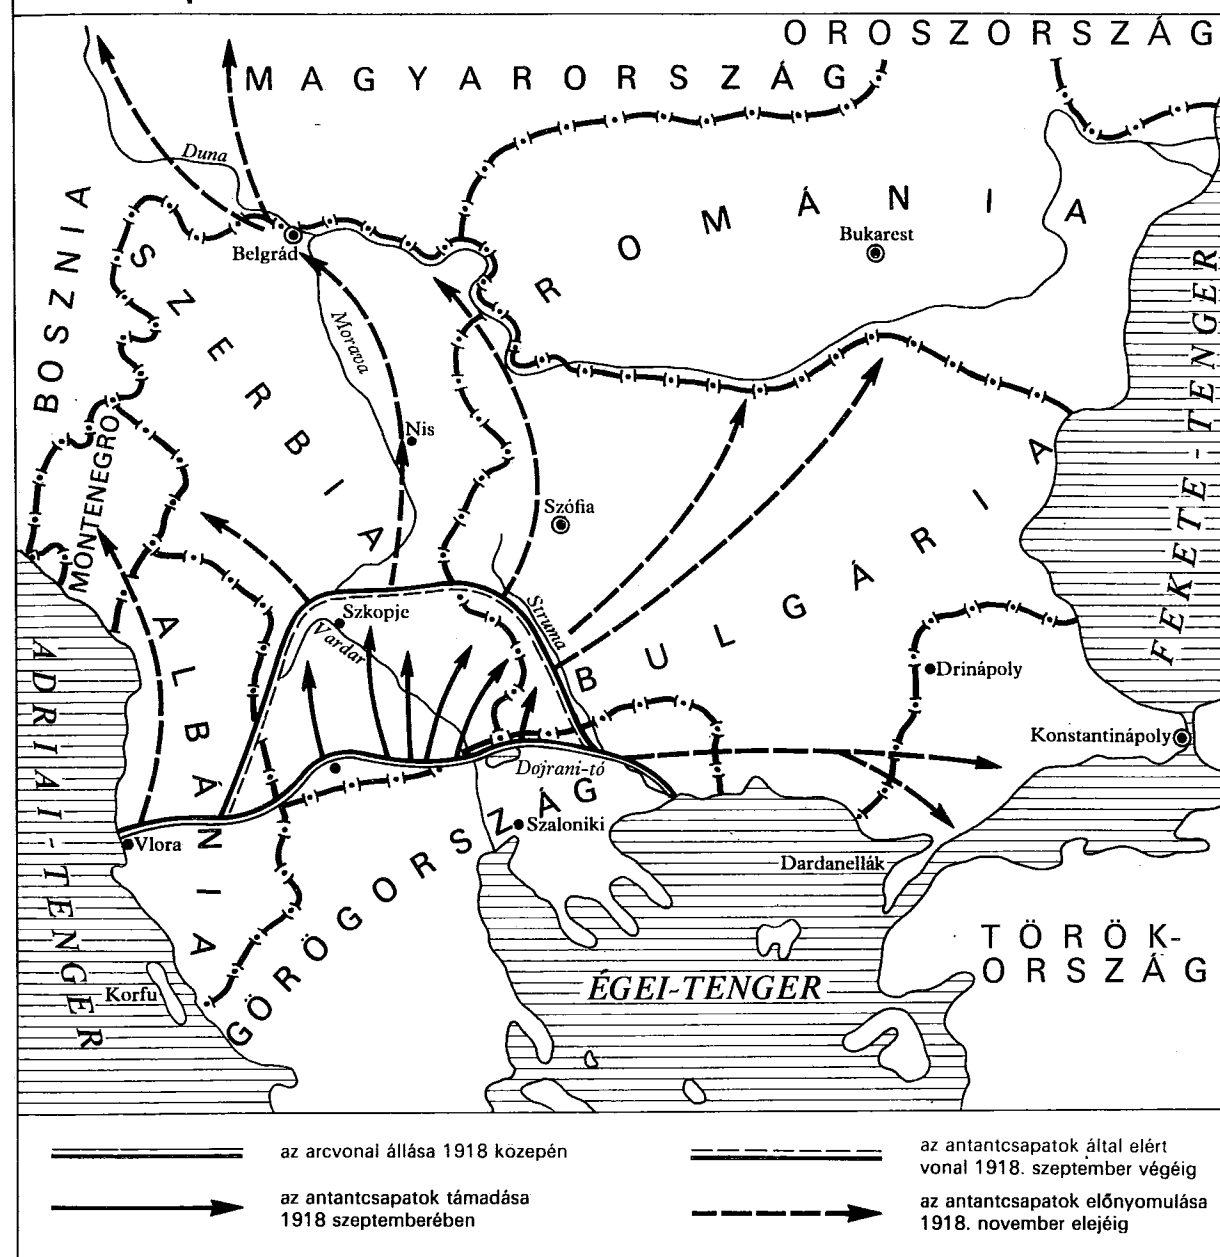 OROSZORSZÁG
MAGYARORSZÁG
Duna
BOSZNIA
SZERBIA
ROMÁNIA
Bukarest
Belgrád
Morava
FEKETE-TENGER
Nis
MONTENEGRO
Szófia
BULGÁRIA
Struma
Szkopje
Vardar
ALBÁNIA
Drinápoly
Konstantinápoly
ADRIAI-TENGER
Dojrani-tó
Szaloniki
Vlora
GÖRÖGORSZÁG
Dardanellák
TÖRÖK-
ORSZÁG
ÉGEI-TENGER
Korfu
az arcvonal állása 1918 közepén
az antantcsapatok támadása
1918 szeptemberében
az antantcsapatok által elért
vonal 1918. szeptember végéig
az antantcsapatok előnyomulása
1918. november elejéig